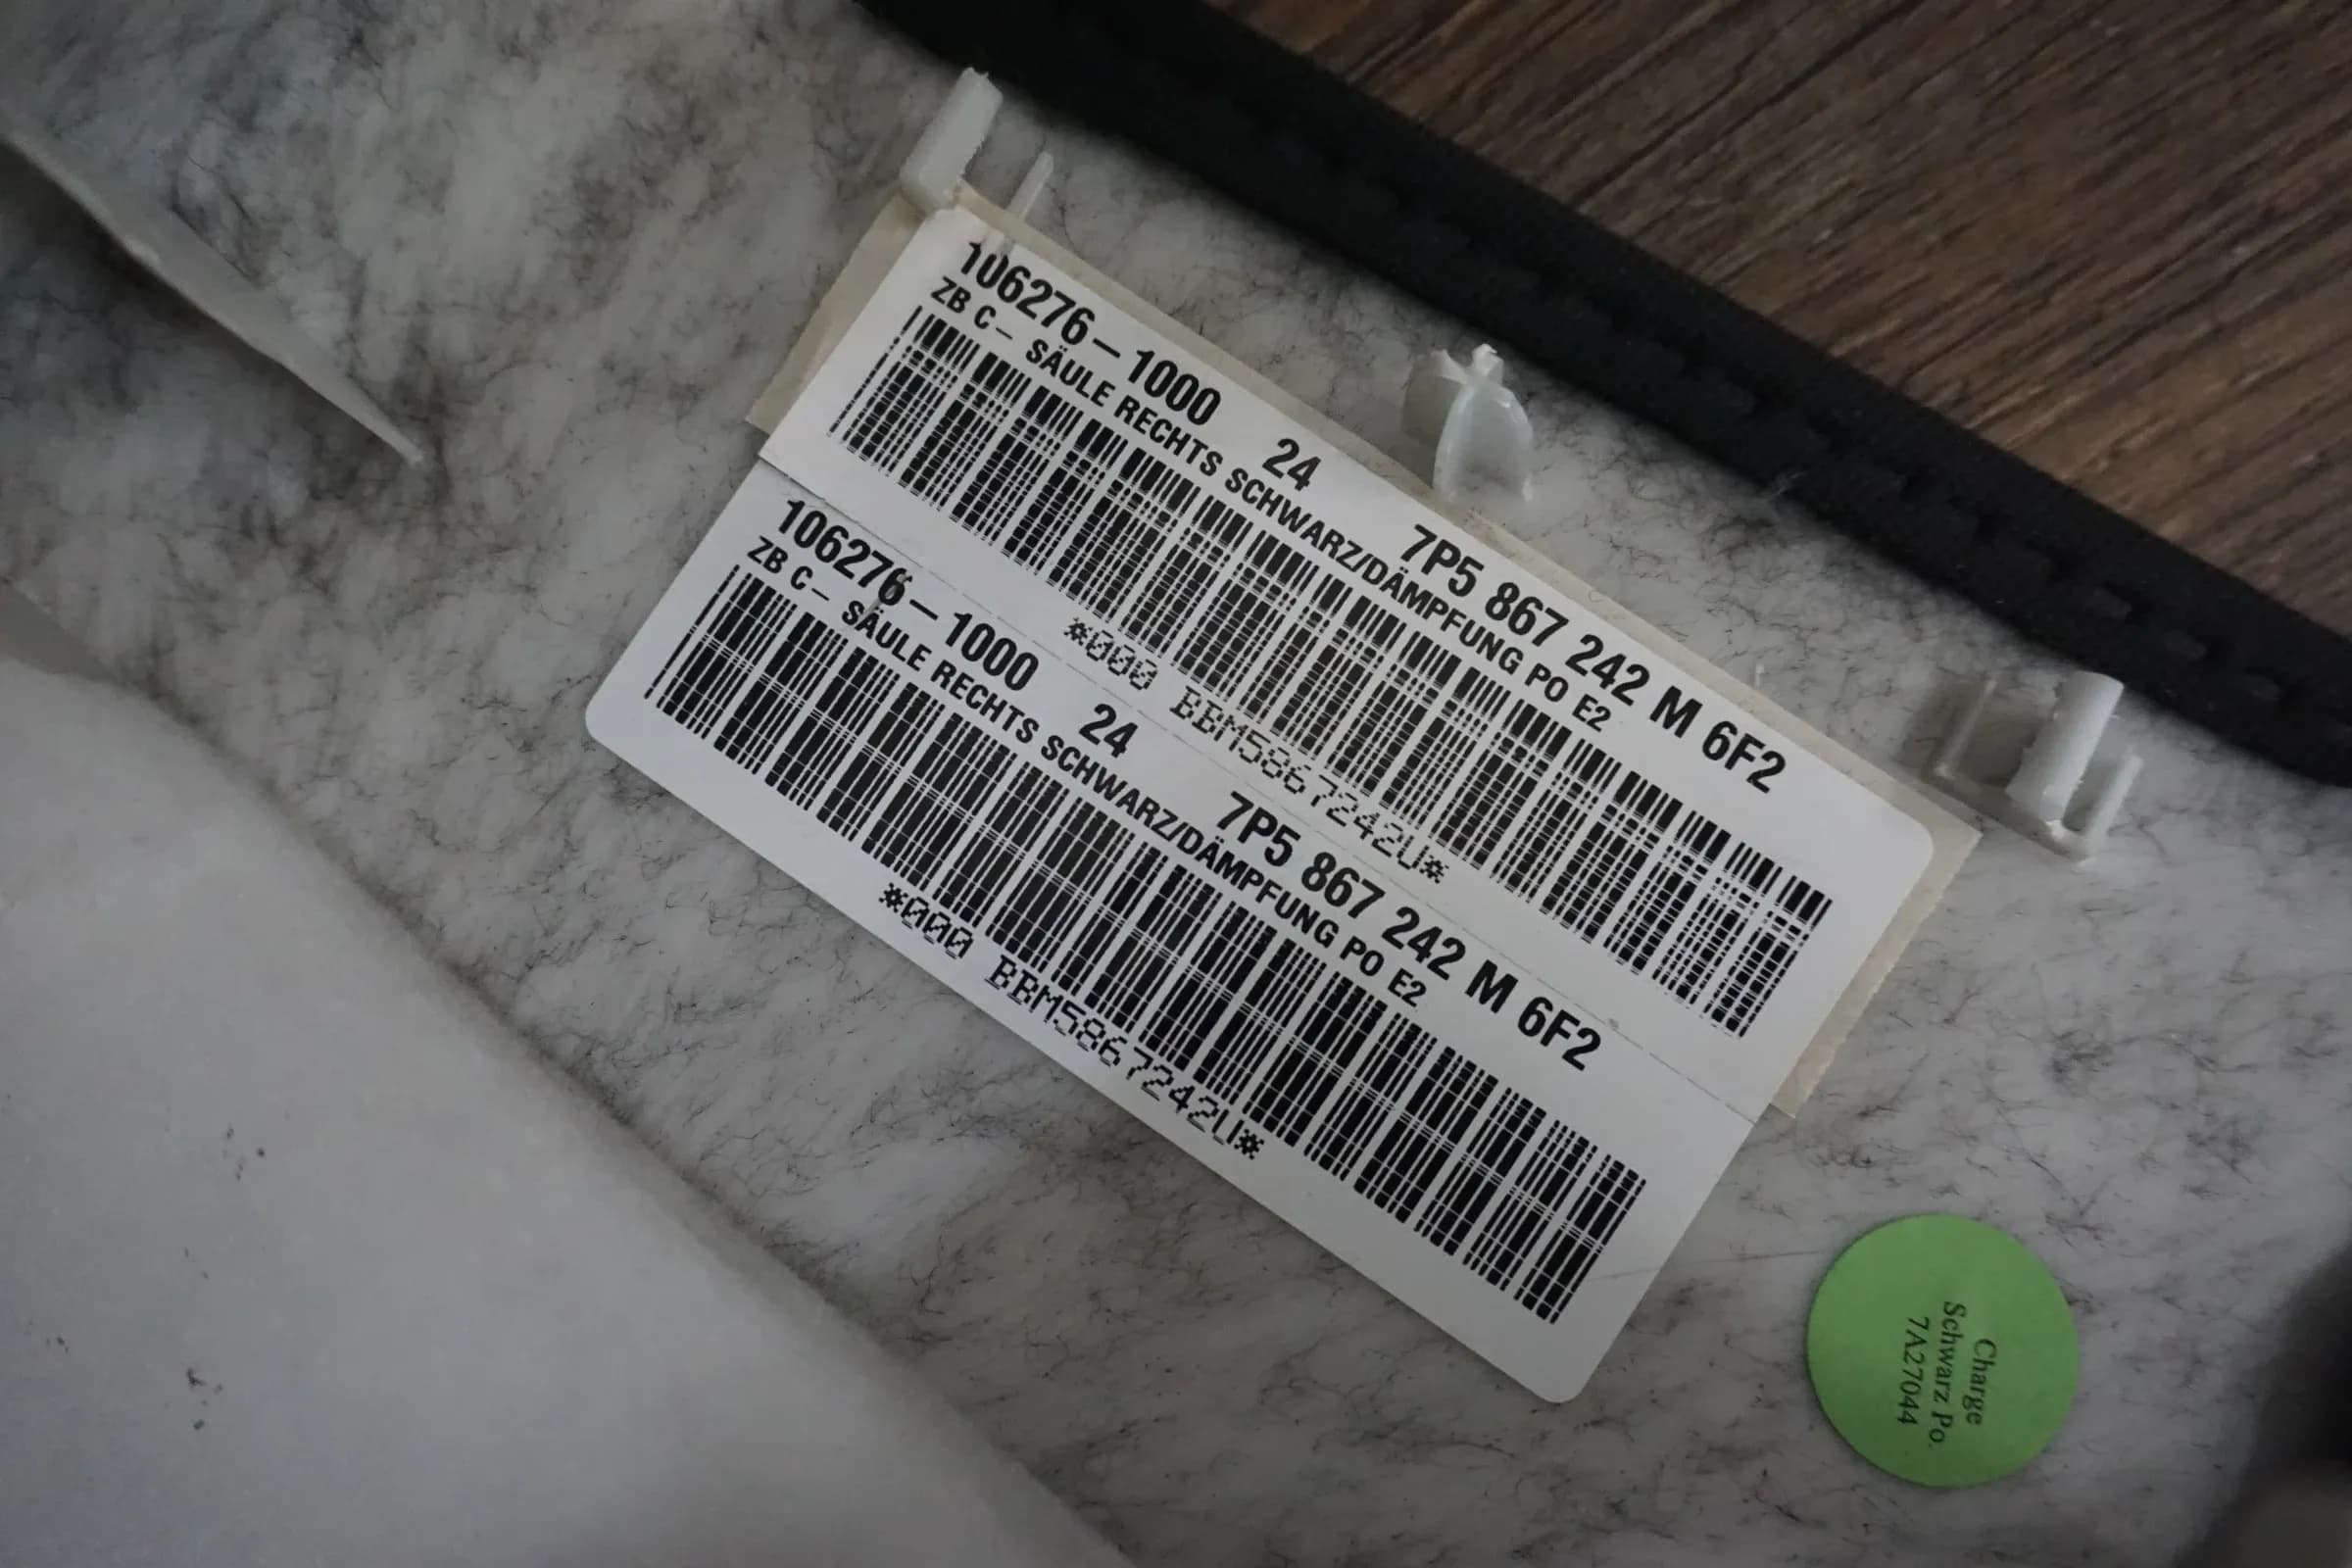 106276–1000 24 7P5 867 242 M 6F2
ZB C– SÄULE RECHTS SCHWARZ/DÄMPFUNG PO E2
*000 BBM5867242U*
106276–1000 24 7P5 867 242 M 6F2
ZB C– SÄULE RECHTS SCHWARZ/DÄMPFUNG PO E2
*000 BBM5867242U*
Charge
Schwarz Po.
7A27044